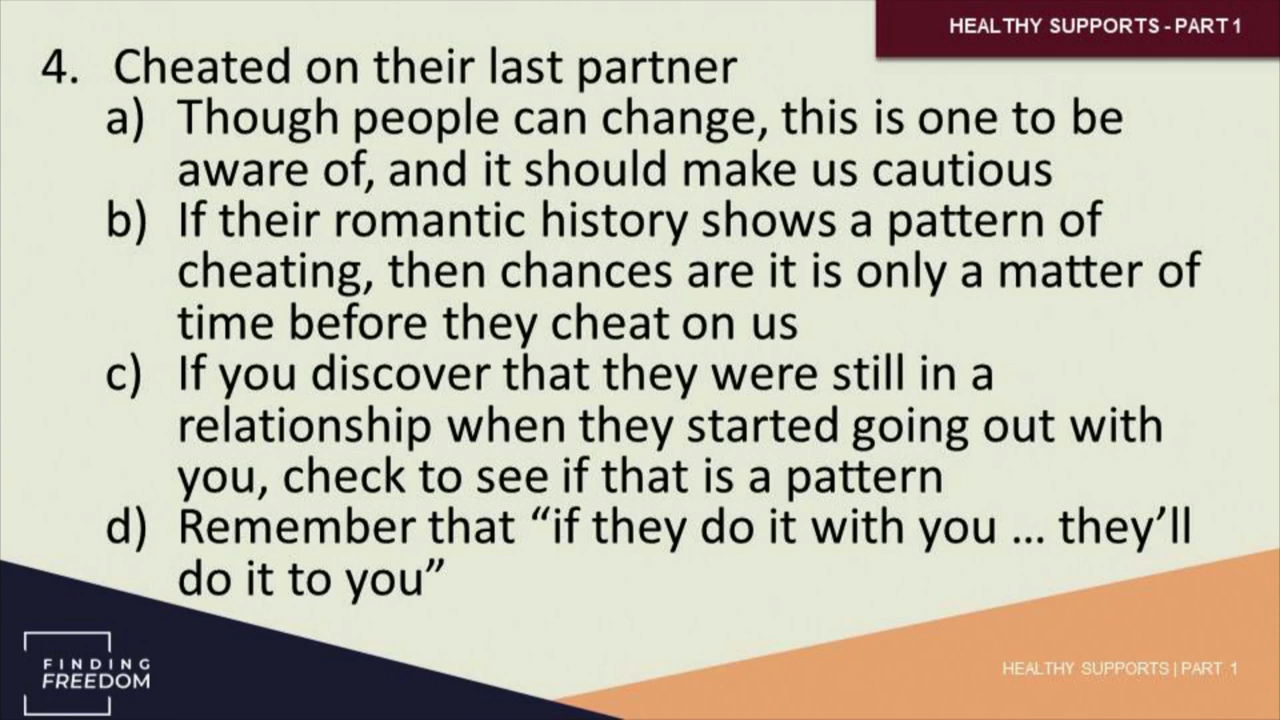 HEALTHY SUPPORTS - PART 1
4. Cheated on their last partner
a) Though people can change, this is one to be
aware of, and it should make us cautious
b) If their romantic history shows a pattern of
cheating, then chances are it is only a matter of
time before they cheat on us
c) If you discover that they were still in a
relationship when they started going out with
you, check to see if that is a pattern
d) Remember that “if they do it with you ... they’ll
do it to you”
FINDING
FREEDOM
HEALTHY SUPPORTS | PART 1